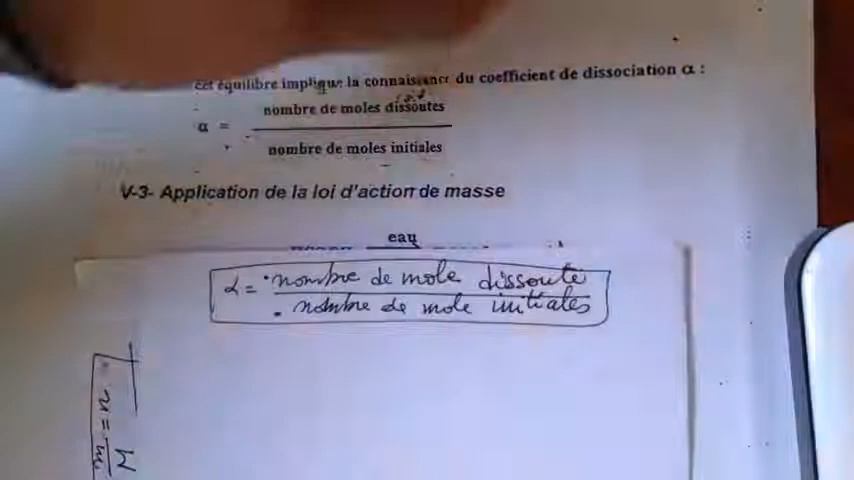 cet équilibre implique la connaissance du coefficient de dissociation α :
α = nombre de moles dissoutes
nombre de moles initiales
V-3- Application de la loi d'action de masse
eau
α = nombre de mole dissoute
nombre de mole initiales
n = m
M